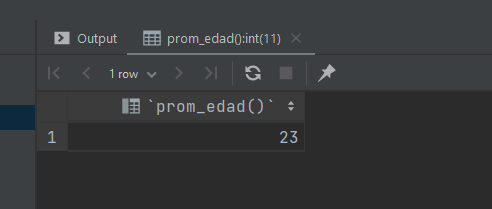 Output prom_edad():int(11)
1 row
`prom_edad()`
1 23